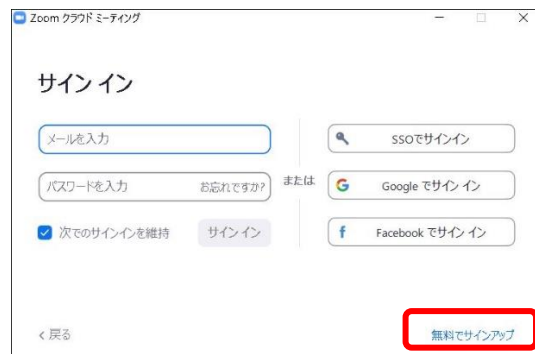 Zoom クラウド ミーティング
サイン イン
メールを入力
パスワードを入力 お忘れですか?
次でのサインインを維持 サイン イン
または
SSOでサインイン
Google でサイン イン
Facebook でサイン イン
< 戻る
無料でサインアップ